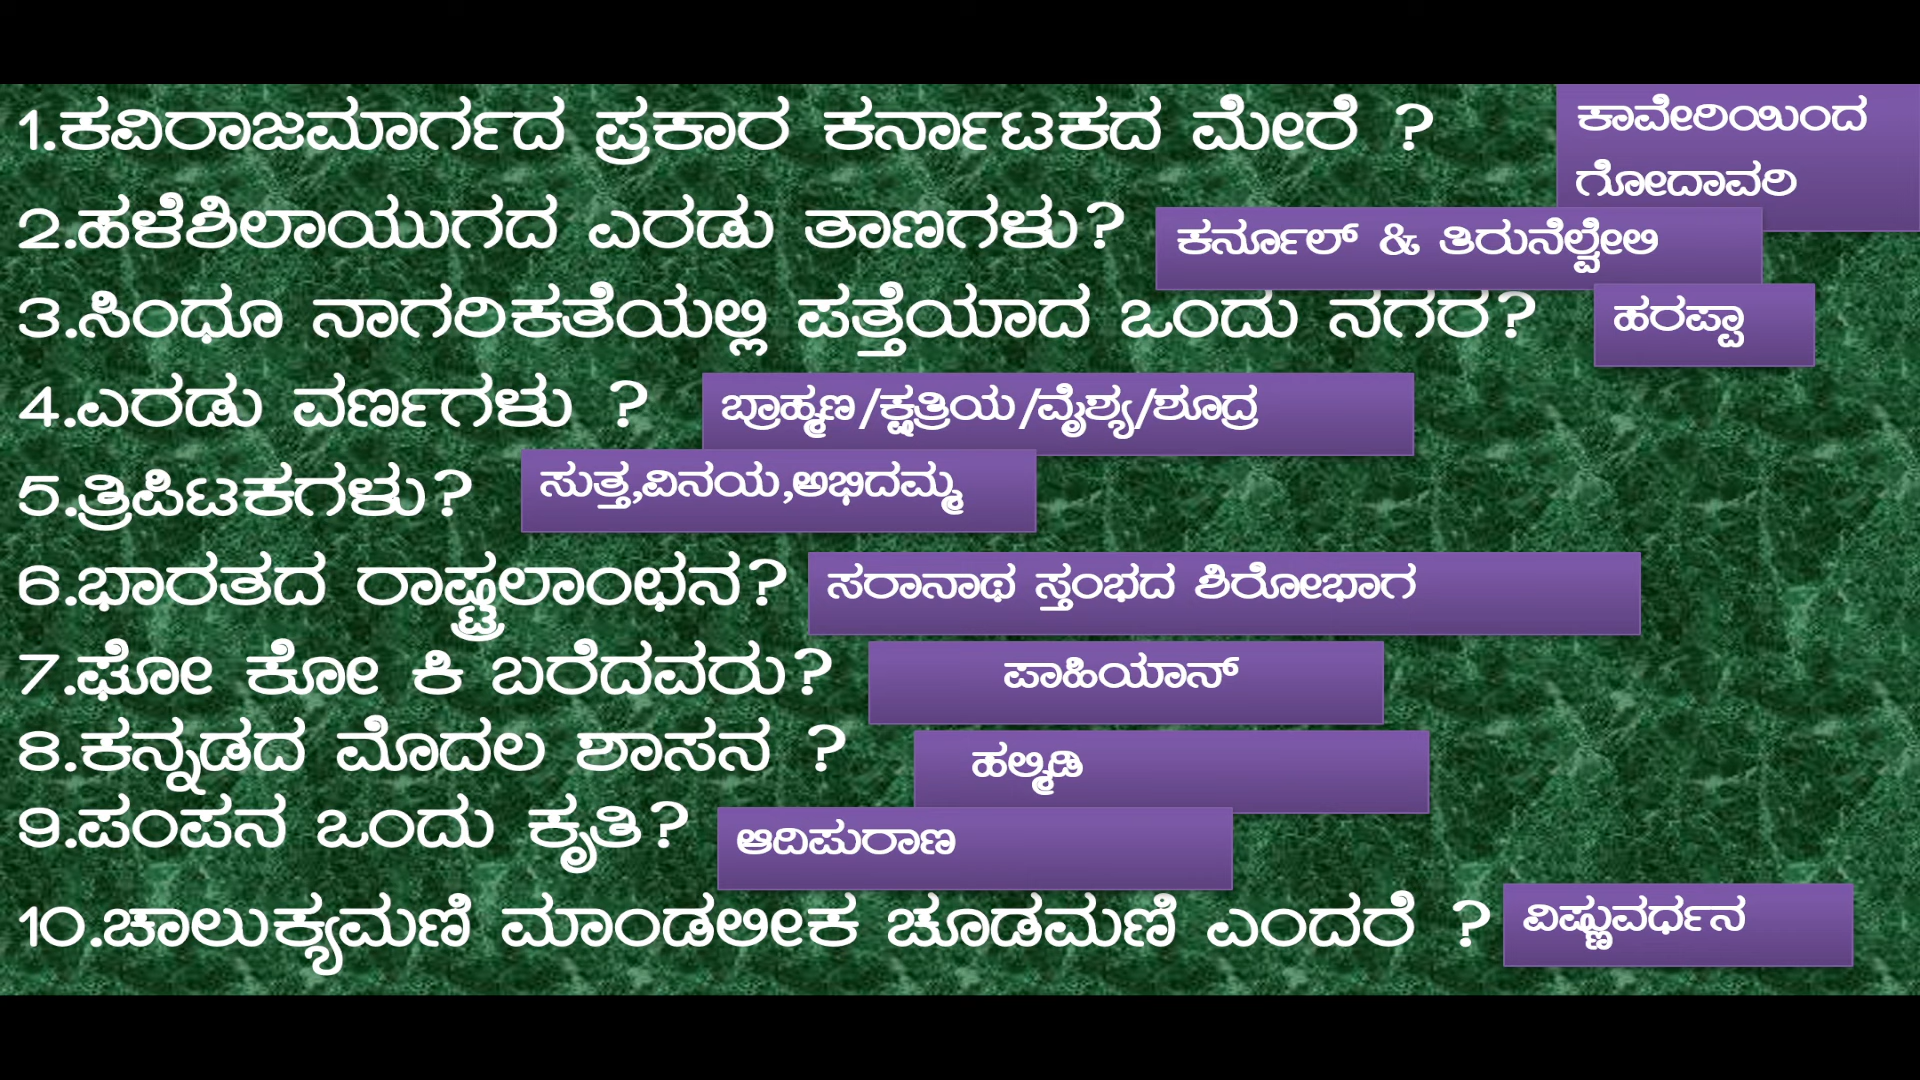 1.ಕವಿರಾಜಮಾರ್ಗದ ಪ್ರಕಾರ ಕರ್ನಾಟಕದ ಮೇರೆ ?
ಕಾವೇರಿಯಿಂದ
ಗೋದಾವರಿ
2.ಹಳೆಶಿಲಾಯುಗದ ಎರಡು ತಾಣಗಳು?
ಕರ್ನೂಲ್ & ತಿರುನೆಲ್ವೇಲಿ
3.ಸಿಂಧೂ ನಾಗರಿಕತೆಯಲ್ಲಿ ಪತ್ತೆಯಾದ ಒಂದು ನಗರ?
ಹರಪ್ಪಾ
4.ಎರಡು ವರ್ಣಗಳು ?
ಬ್ರಾಹ್ಮಣ/ಕ್ಷತ್ರಿಯ/ವೈಶ್ಯ/ಶೂದ್ರ
5.ತ್ರಿಪಿಟಕಗಳು?
ಸುತ್ತ,ವಿನಯ,ಅಭಿದಮ್ಮ
6.ಭಾರತದ ರಾಷ್ಟ್ರಲಾಂಛನ?
ಸರಾನಾಥ ಸ್ತಂಭದ ಶಿರೋಭಾಗ
7.ಘೋ ಕೋ ಕಿ ಬರೆದವರು?
ಪಾಹಿಯಾನ್
8.ಕನ್ನಡದ ಮೊದಲ ಶಾಸನ ?
ಹಲ್ಮಿಡಿ
9.ಪಂಪನ ಒಂದು ಕೃತಿ?
ಆದಿಪುರಾಣ
10.ಚಾಲುಕ್ಯಮಣಿ ಮಾಂಡಲೀಕ ಚೂಡಮಣಿ ಎಂದರೆ ?
ವಿಷ್ಣುವರ್ಧನ